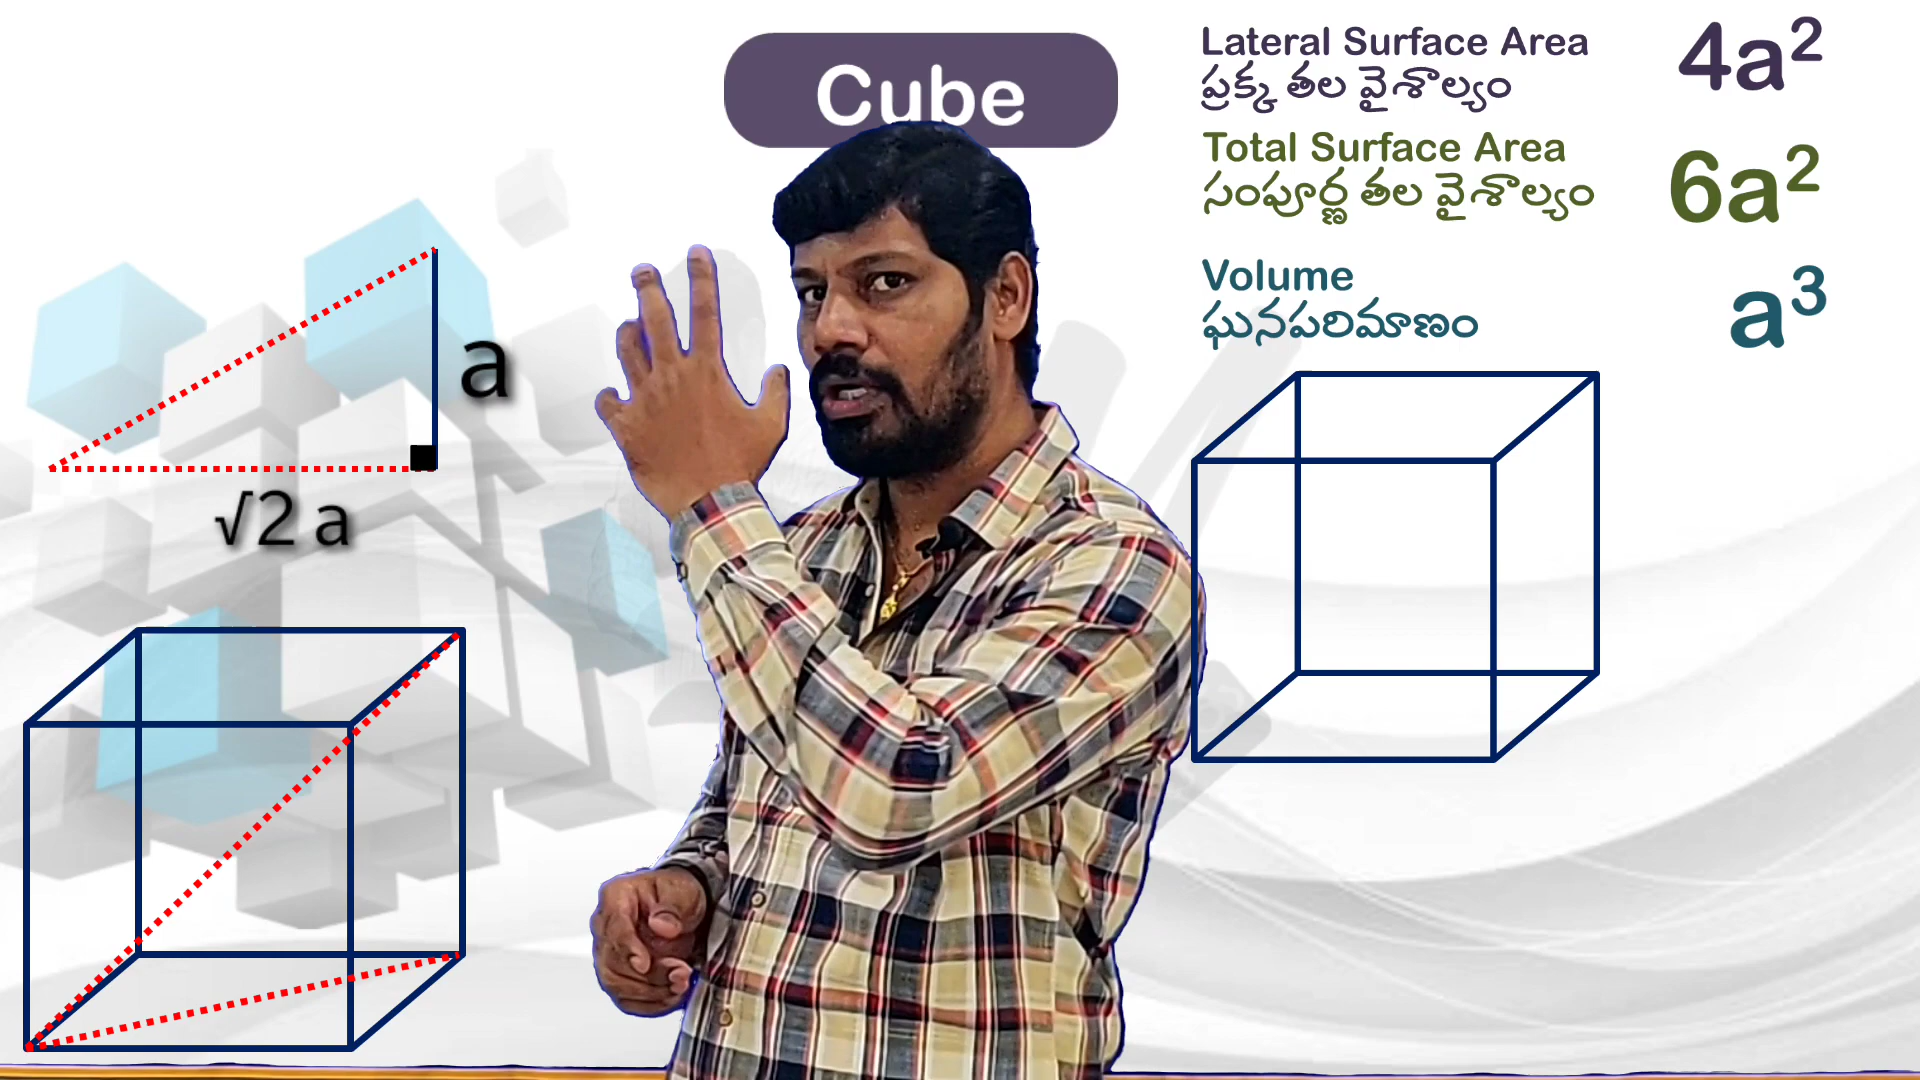 Cube
Lateral Surface Area 4a²
ప్రక్క తల వైశాల్యం
Total Surface Area 6a²
సంపూర్ణ తల వైశాల్యం
Volume a³
ఘనపరిమాణం
a
√2 a